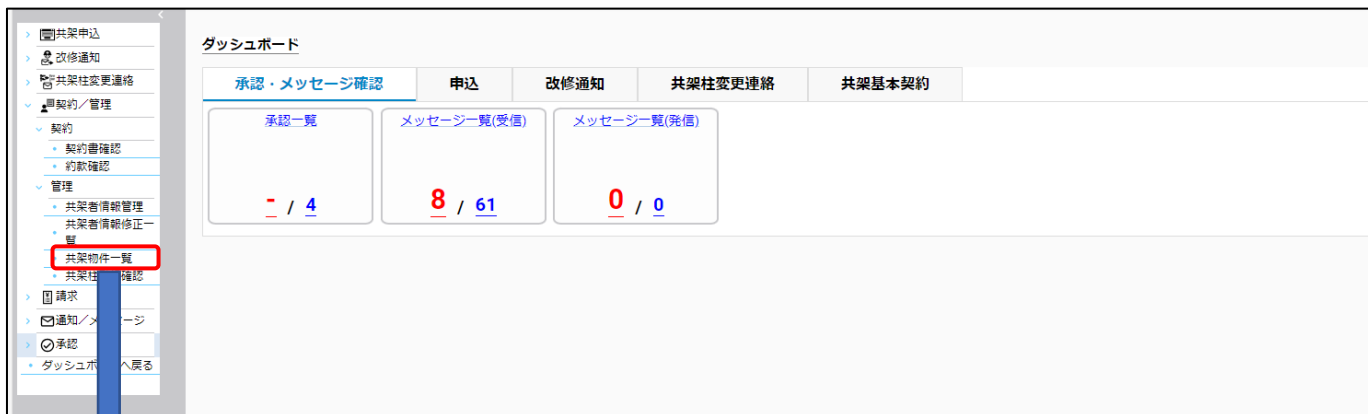 共架申込
改修通知
共架柱変更連絡
契約／管理
契約
契約書確認
約款確認
管理
共架者情報管理
共架者情報修正一
覧
共架物件一覧
共架柱 確認
請求
通知／メ ージ
承認
ダッシュボ へ戻る
ダッシュボード
承認・メッセージ確認 申込 改修通知 共架柱変更連絡 共架基本契約
承認一覧 メッセージ一覧(受信) メッセージ一覧(発信)
- / 4 8 / 61 0 / 0